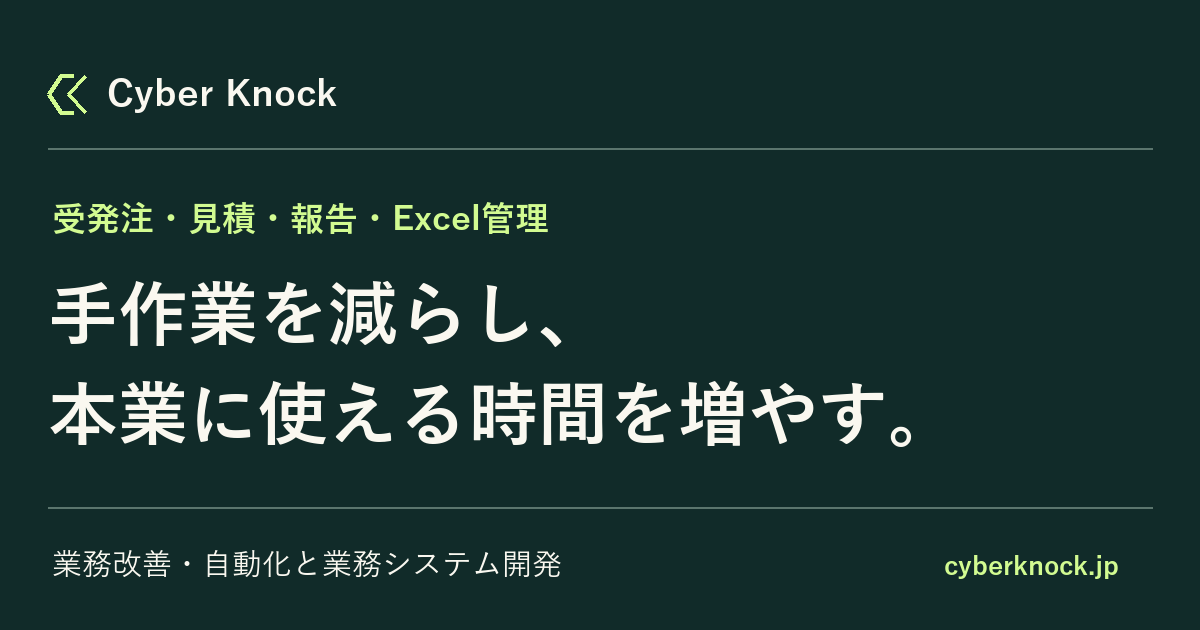 Cyber Knock
受発注・見積・報告・Excel管理
手作業を減らし、
本業に使える時間を増やす。
業務改善・自動化と業務システム開発
cyberknock.jp